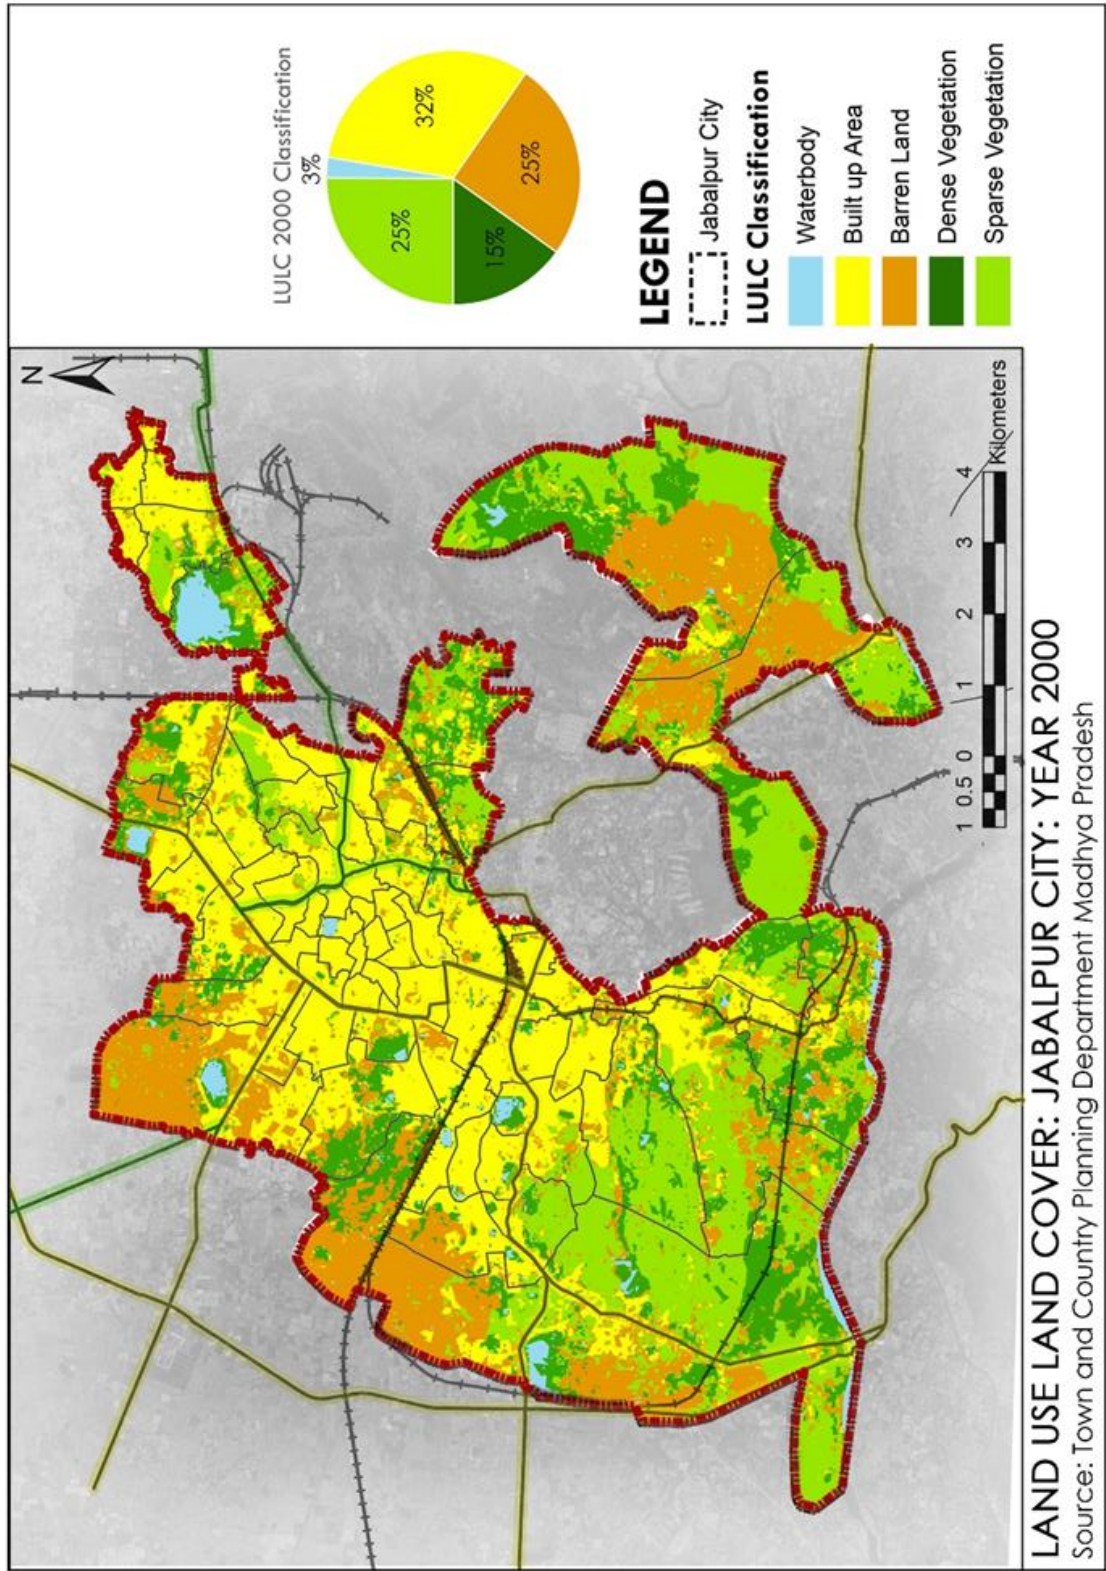 LULC 2000 Classification
3%
32%
25%
15%
25%
LEGEND
Jabalpur City
LULC Classification
Waterbody
Built up Area
Barren Land
Dense Vegetation
Sparse Vegetation
N
1 0.5 0 1 2 3 4
Kilometers
LAND USE LAND COVER: JABALPUR CITY: YEAR 2000
Source: Town and Country Planning Department Madhya Pradesh